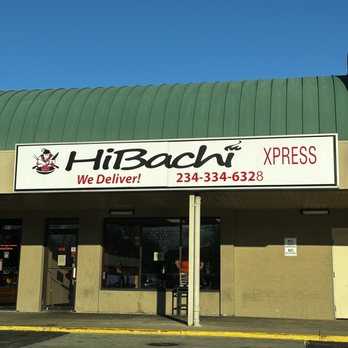 HiBachi XPRESS
We Deliver! 234-334-6328